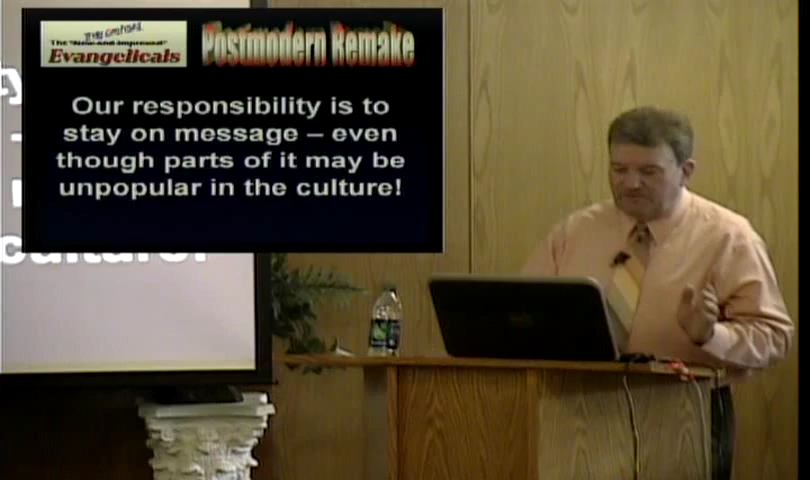 The "New and Improved"
Evangelicals
Postmodern Remake
Our responsibility is to
stay on message – even
though parts of it may be
unpopular in the culture!
culture!